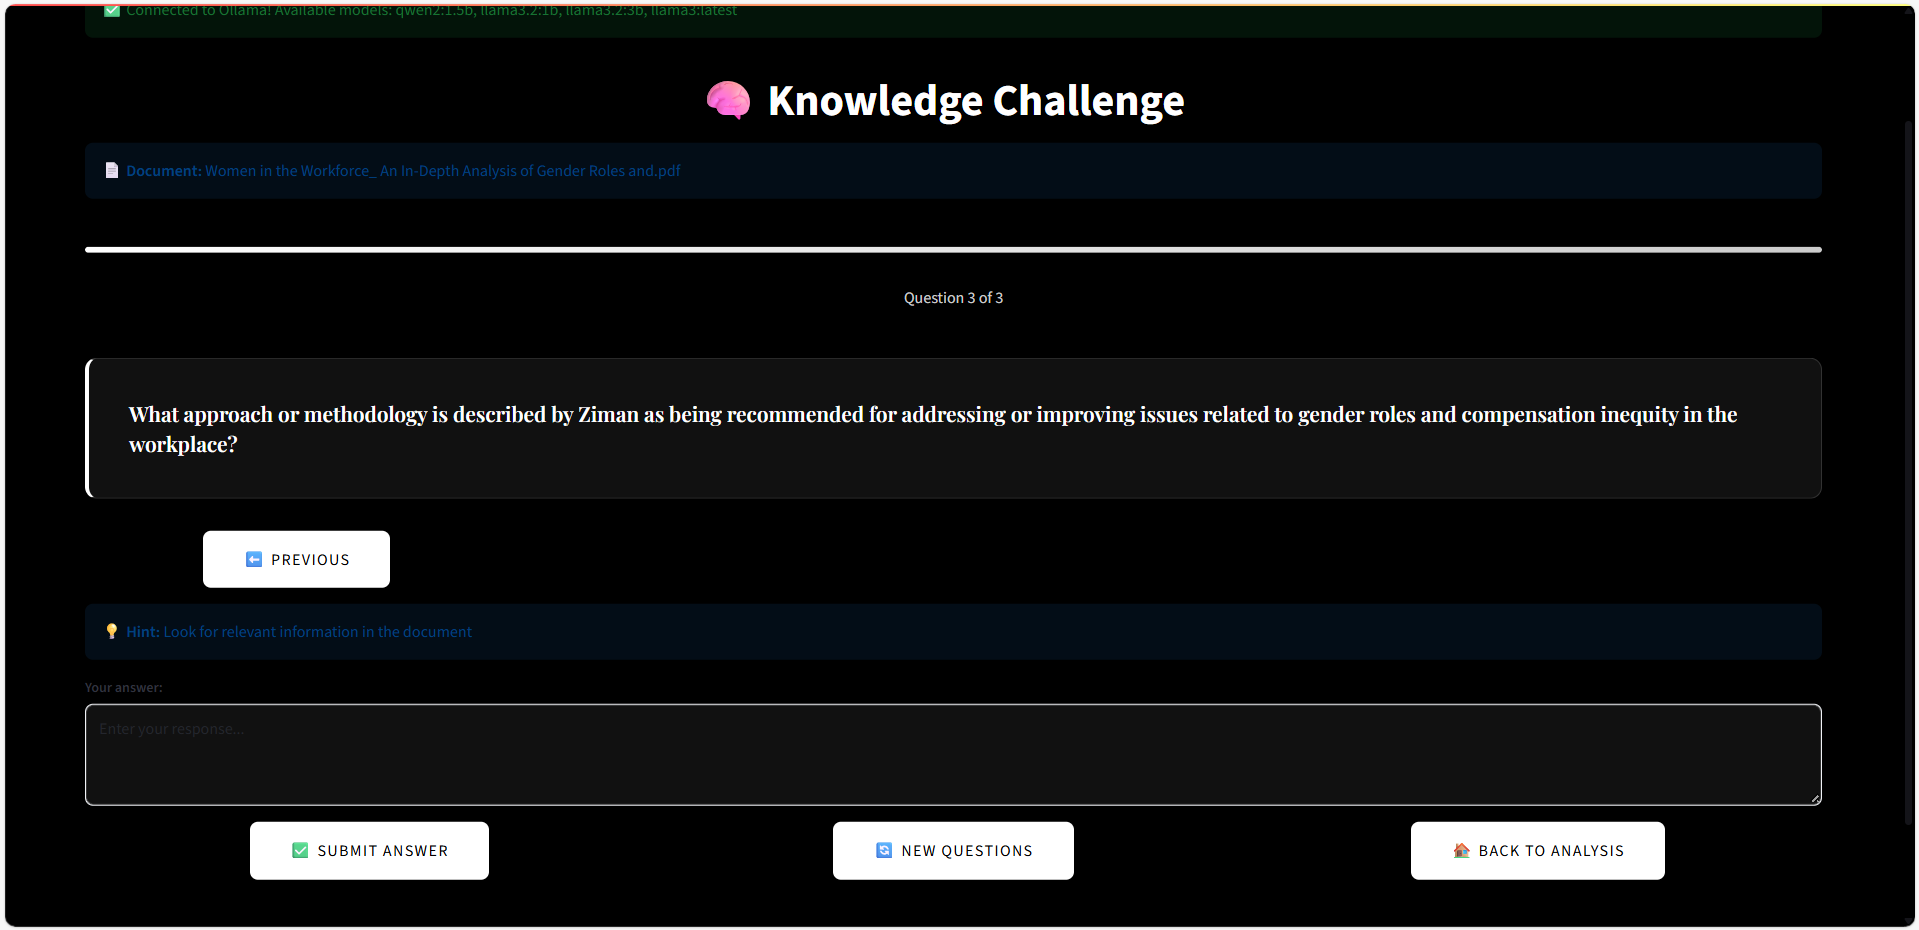 Connected to Ollama! Available models: qwen2:1.5b, llama3.2:1b, llama3.2:3b, llama3:latest
Knowledge Challenge
Document: Women in the Workforce_ An In-Depth Analysis of Gender Roles and.pdf
Question 3 of 3
What approach or methodology is described by Ziman as being recommended for addressing or improving issues related to gender roles and compensation inequity in the
workplace?
PREVIOUS
Hint: Look for relevant information in the document
Your answer:
Enter your response...
SUBMIT ANSWER
NEW QUESTIONS
BACK TO ANALYSIS